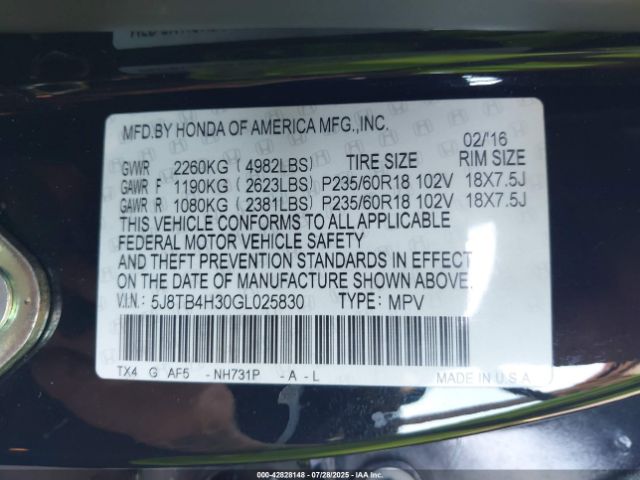 MFD.BY HONDA OF AMERICA MFG.,INC.
02/'16
GVWR 2260KG ( 4982LBS) TIRE SIZE RIM SIZE
GAWR F 1190KG ( 2623LBS) P235/60R18 102V 18X7.5J
GAWR R 1080KG ( 2381LBS) P235/60R18 102V 18X7.5J
THIS VEHICLE CONFORMS TO ALL APPLICABLE
FEDERAL MOTOR VEHICLE SAFETY
AND THEFT PREVENTION STANDARDS IN EFFECT
ON THE DATE OF MANUFACTURE SHOWN ABOVE.
V.I.N.: 5J8TB4H30GL025830 TYPE: MPV
TX4 G AF5 - NH731P - A - L
MADE IN U.S.A.
000-42828148 - 07/28/2025 - IAA, Inc.